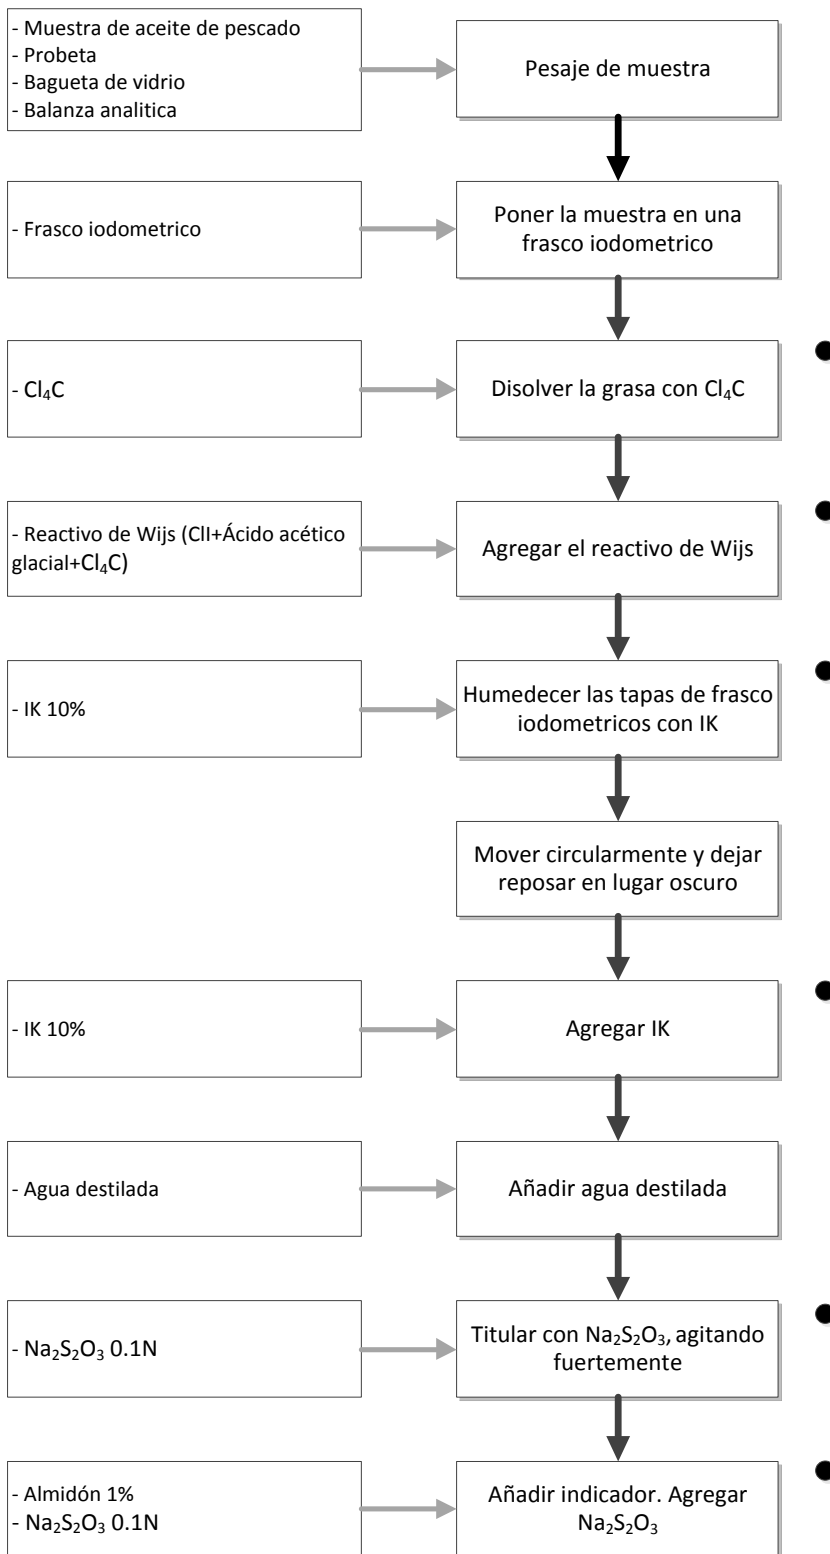 - Muestra de aceite de pescado
- Probeta
- Bagueta de vidrio
- Balanza analitica
Pesaje de muestra
- Frasco iodometrico
Poner la muestra en una
frasco iodometrico
- Cl₄C
Disolver la grasa con Cl₄C
- Reactivo de Wijs (ClI+Ácido acético
glacial+Cl₄C)
Agregar el reactivo de Wijs
- IK 10%
Humedecer las tapas de frasco
iodometricos con IK
Mover circularmente y dejar
reposar en lugar oscuro
- IK 10%
Agregar IK
- Agua destilada
Añadir agua destilada
- Na₂S₂O₃ 0.1N
Titular con Na₂S₂O₃, agitando
fuertemente
- Almidón 1%
- Na₂S₂O₃ 0.1N
Añadir indicador. Agregar
Na₂S₂O₃